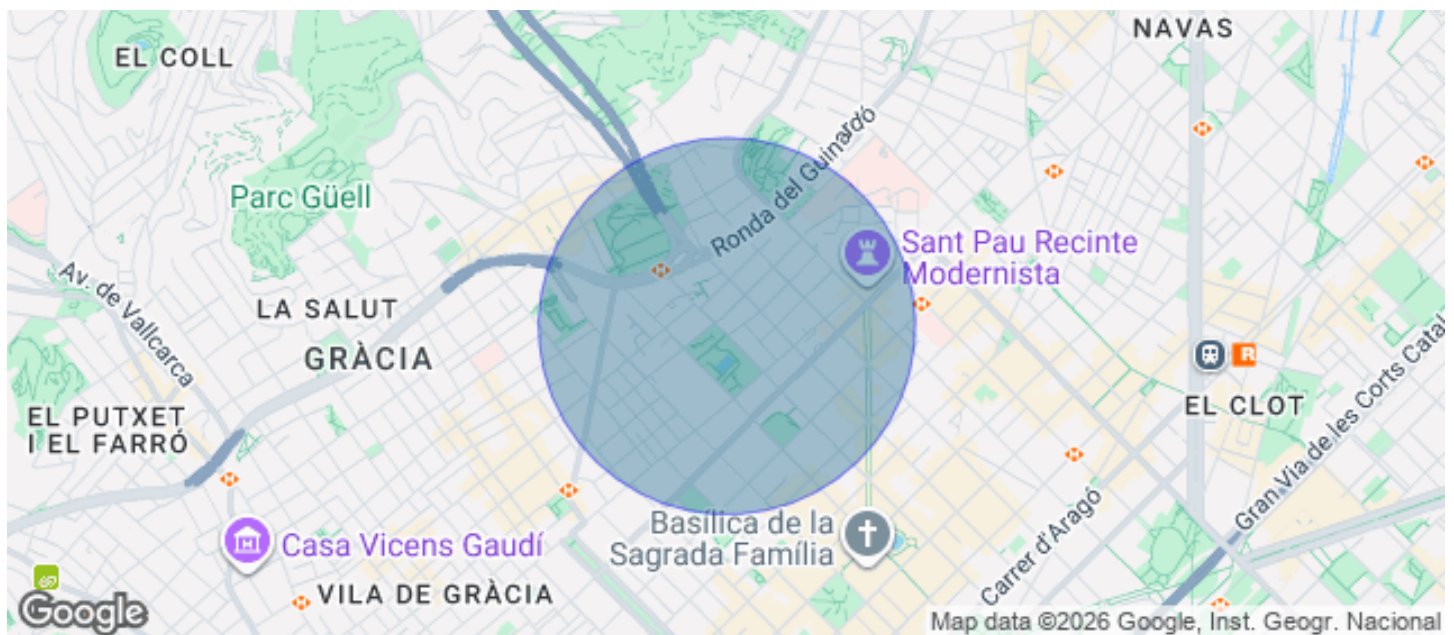 EL COLL
NAVAS
Parc Güell
Ronda del Guinardó
Sant Pau Recinte
Modernista
Av. de Vallcarca
LA SALUT
GRÀCIA
EL PUTXET
I EL FARRÓ
R
EL CLOT
Gran Via de les Corts Catal
Carrer d'Aragó
Basílica de la
Sagrada Família
Casa Vicens Gaudí
VILA DE GRÀCIA
Google
Map data ©2026 Google, Inst. Geogr. Nacional